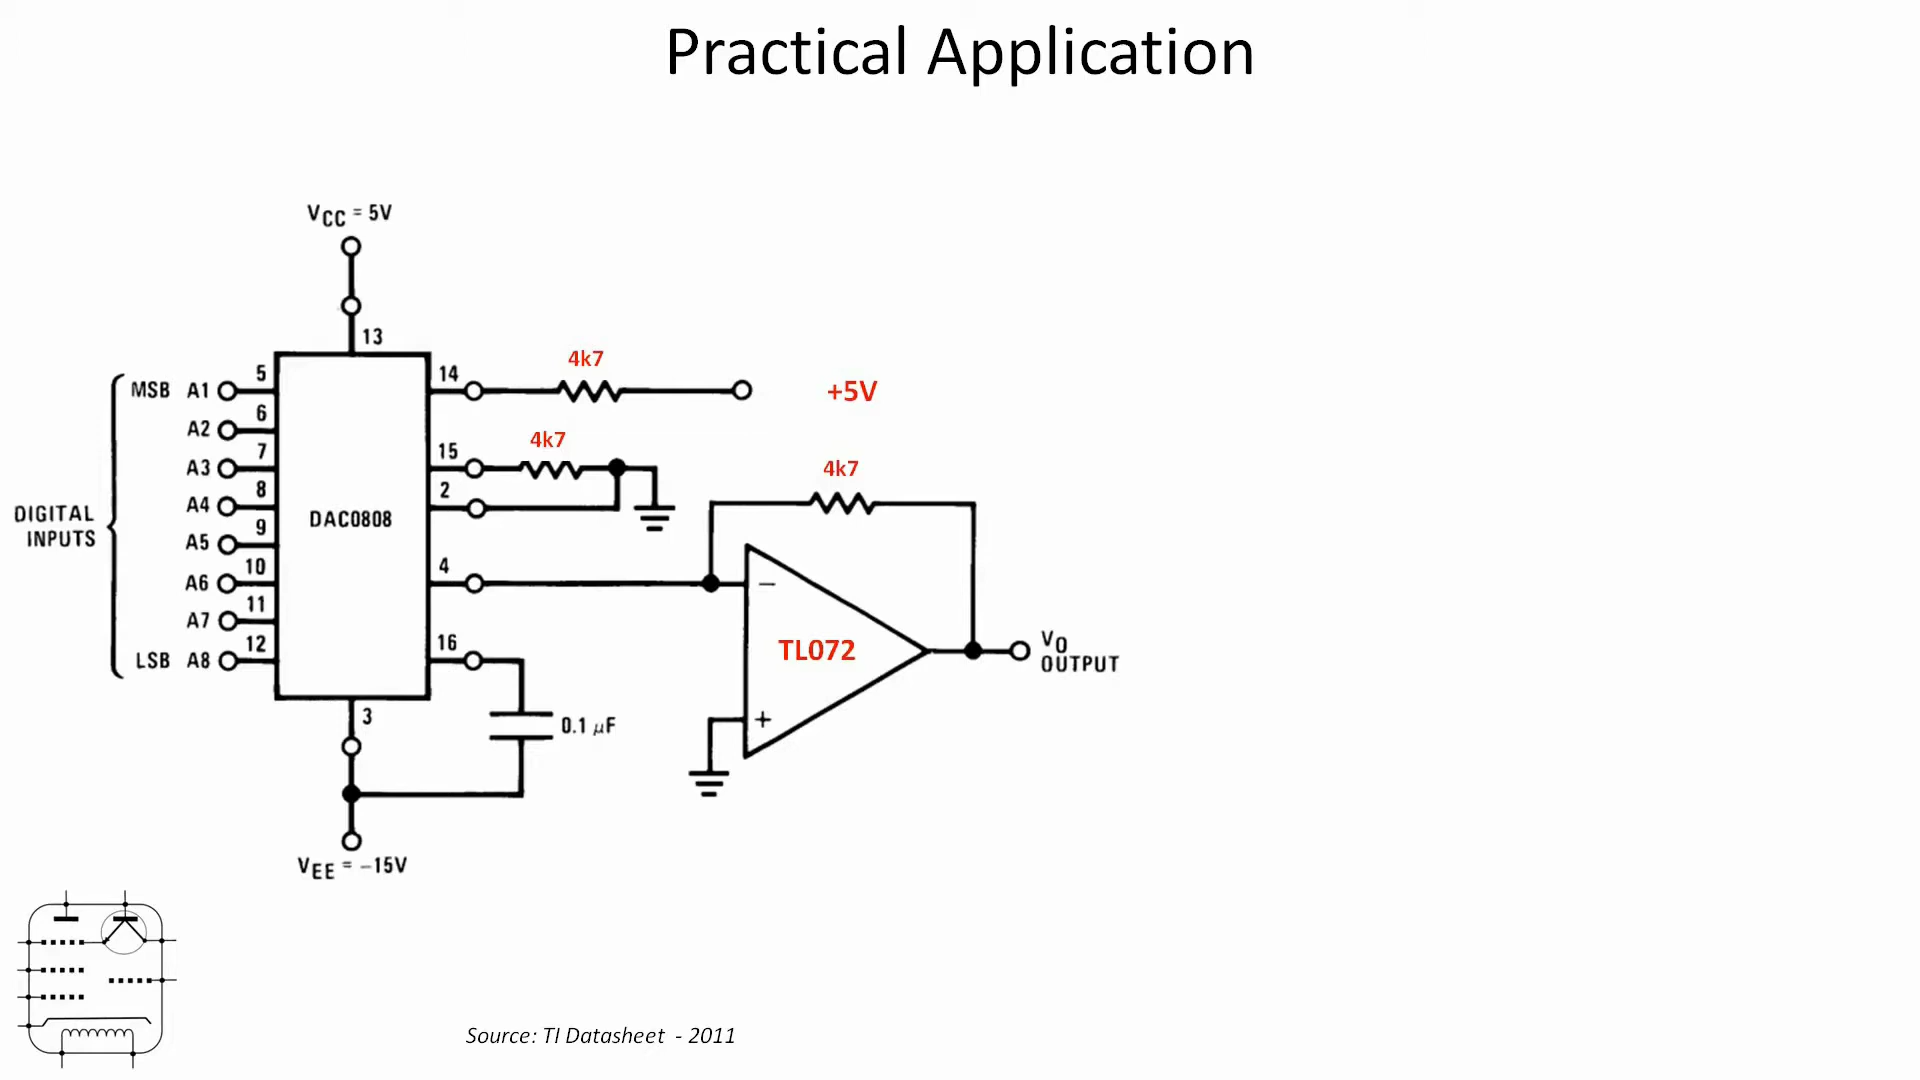 Practical Application
VCC = 5V
13
4k7
5
14
MSB A1
+5V
6
A2
4k7
7
15
4k7
A3
8
2
A4
DIGITAL
INPUTS
9
DAC0808
A5
10
4
A6
−
11
A7
TL072
VO
OUTPUT
12
16
LSB A8
3
0.1 µF
+
VEE = −15V
Source: TI Datasheet - 2011